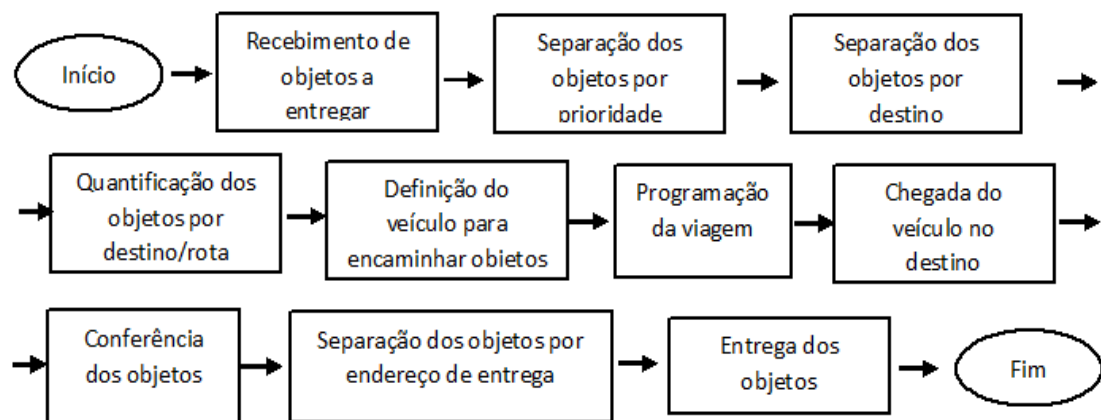 Início
Recebimento de
objetos a
entregar
Separação dos
objetos por
prioridade
Separação dos
objetos por
destino
Quantificação dos
objetos por
destino/rota
Definição do
veículo para
encaminhar objetos
Programação
da viagem
Chegada do
veículo no
destino
Conferência
dos objetos
Separação dos objetos por
endereço de entrega
Entrega dos
objetos
Fim